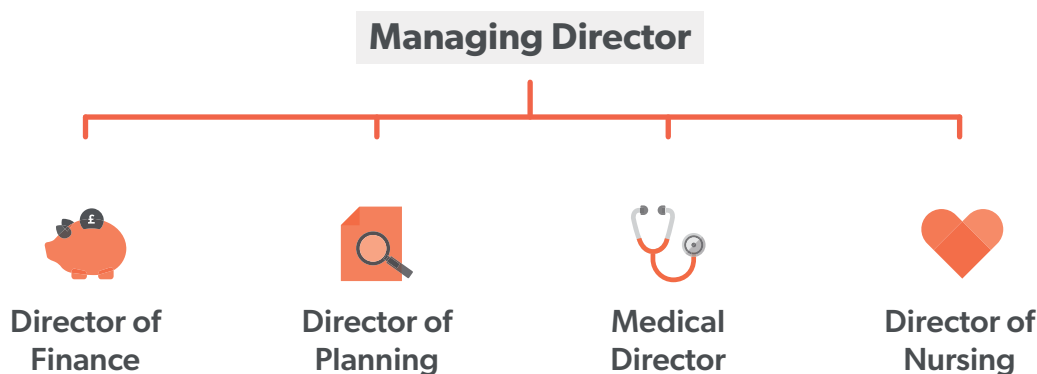 Managing Director
£
Director of
Finance
Director of
Planning
Medical
Director
Director of
Nursing